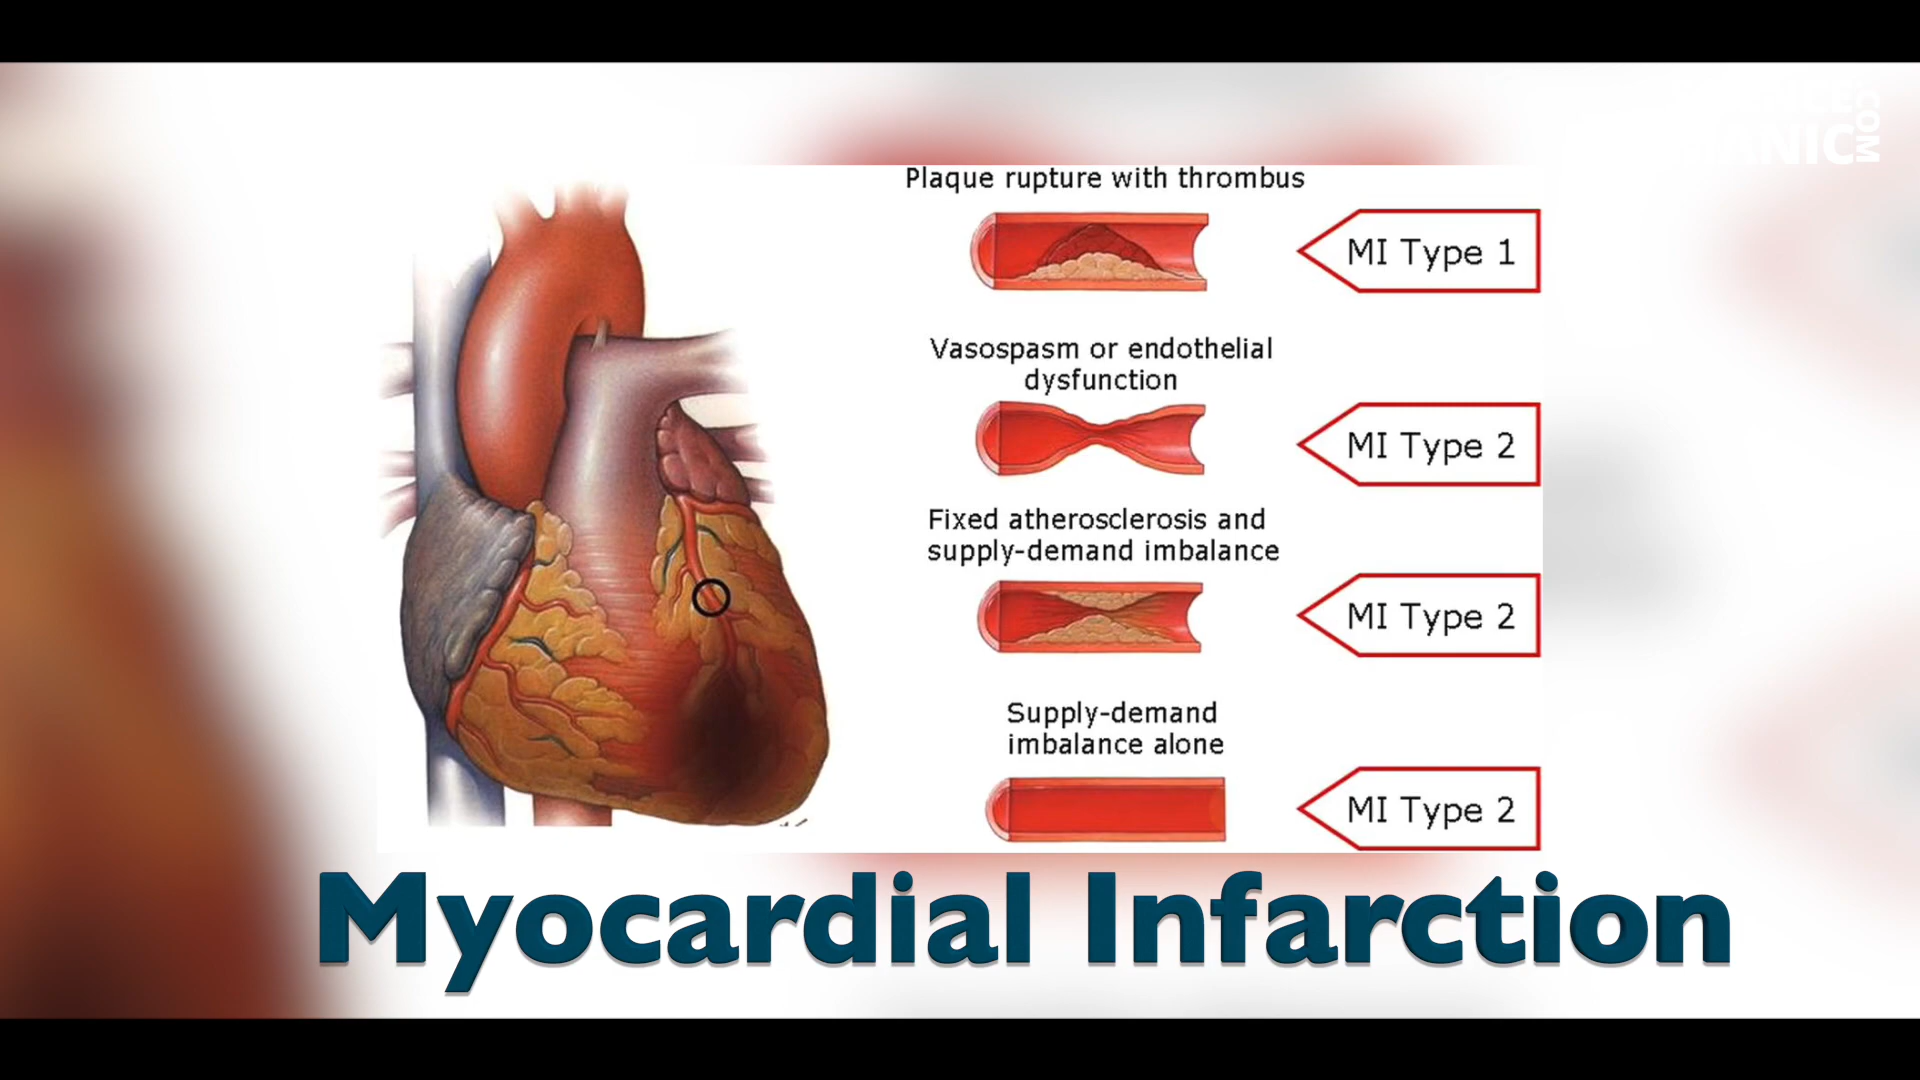 Plaque rupture with thrombus
MI Type 1
Vasospasm or endothelial
dysfunction
MI Type 2
Fixed atherosclerosis and
supply-demand imbalance
MI Type 2
Supply-demand
imbalance alone
MI Type 2
Myocardial Infarction
.COM